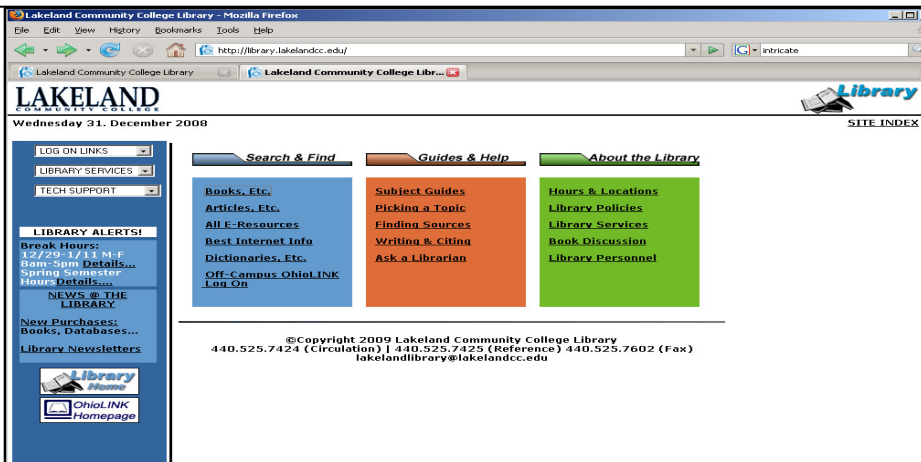 Lakeland Community College Library - Mozilla Firefox
File Edit View History Bookmarks Tools Help
http://library.lakelandcc.edu/
G intricate
Lakeland Community College Library
Lakeland Community College Libr...
LAKELAND
COMMUNITY COLLEGE
Library
Wednesday 31. December 2008
SITE INDEX
LOG ON LINKS
LIBRARY SERVICES
TECH SUPPORT
LIBRARY ALERTS!
Break Hours:
12/29-1/11 M-F
8am-5pm Details...
Spring Semester
HoursDetails....
NEWS @ THE
LIBRARY
New Purchases:
Books, Databases...
Library Newsletters
Library
Home
OhioLINK
Homepage
Search & Find
Books, Etc.
Articles, Etc.
All E-Resources
Best Internet Info
Dictionaries, Etc.
Off-Campus OhioLINK
Log On
Guides & Help
Subject Guides
Picking a Topic
Finding Sources
Writing & Citing
Ask a Librarian
About the Library
Hours & Locations
Library Policies
Library Services
Book Discussion
Library Personnel
©Copyright 2009 Lakeland Community College Library
440.525.7424 (Circulation) | 440.525.7425 (Reference) 440.525.7602 (Fax)
lakelandlibrary@lakelandcc.edu